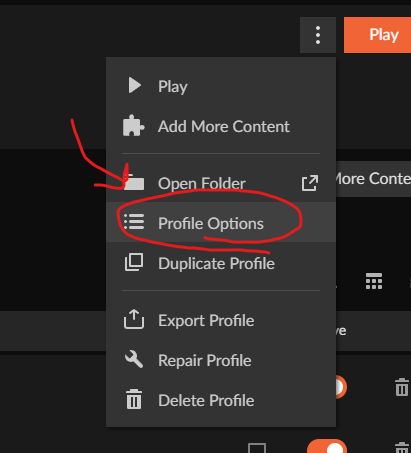 Play
Play
Add More Content
Open Folder
More Conte
Profile Options
Duplicate Profile
ve
Export Profile
Repair Profile
Delete Profile